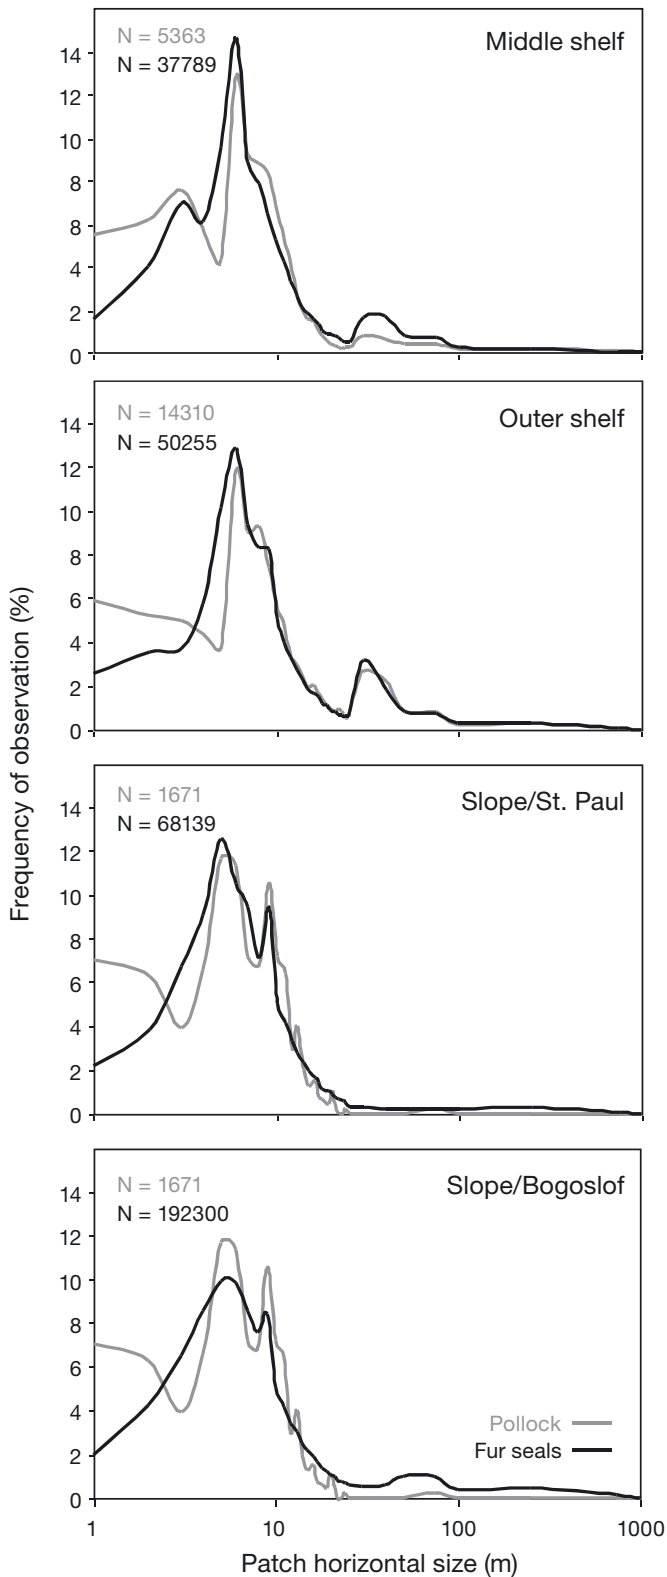 N = 5363
N = 37789
Middle shelf
14
12
10
8
8
4
2
0
N = 14310
N = 50255
Outer shelf
14
12
10
8
6
4
2
0
Frequency of observation (%)
N = 1671
N = 68139
Slope/St. Paul
14
12
10
8
6
4
2
0
N = 1671
N = 192300
Slope/Bogoslof
14
12
10
8
6
4
2
0
Pollock
Fur seals
1 10 100 1000
Patch horizontal size (m)